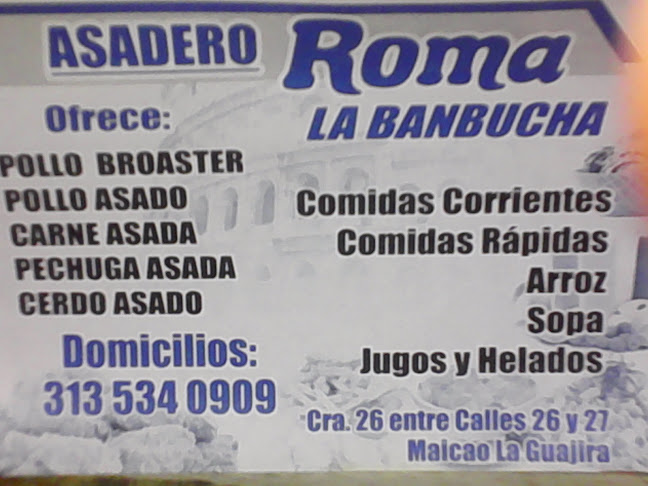 ASADERO Roma
LA BANBUCHA
Ofrece:
POLLO BROASTER
POLLO ASADO
CARNE ASADA
PECHUGA ASADA
CERDO ASADO
Comidas Corrientes
Comidas Rápidas
Arroz
Sopa
Jugos y Helados
Domicilios:
313 534 0909
Cra. 26 entre Calles 26 y 27
Maicao La Guajira